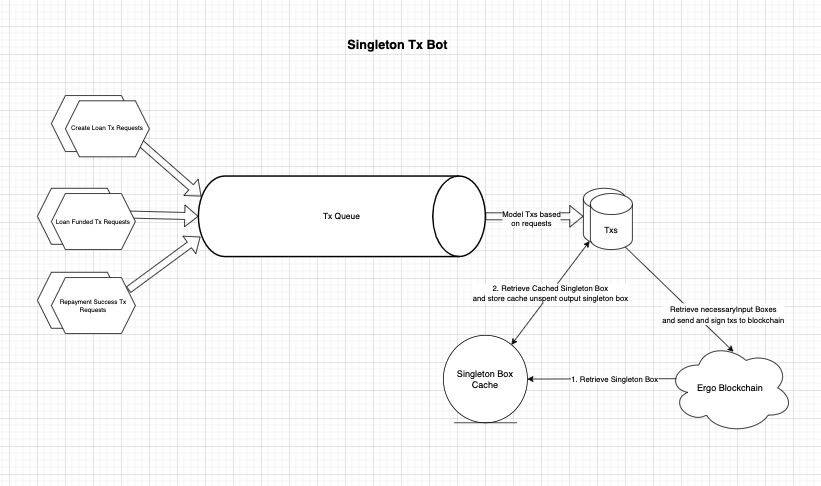 Singleton Tx Bot
Create Loan Tx Requests
Loan Funded Tx Requests
Repayment Success Tx
Requests
Tx Queue
Model Txs based
on requests
Txs
2. Retrieve Cached Singleton Box
and store cache unspent output singleton box
Retrieve necessaryInput Boxes
and send and sign txs to blockchain
Singleton Box
Cache
1. Retrieve Singleton Box
Ergo Blockchain